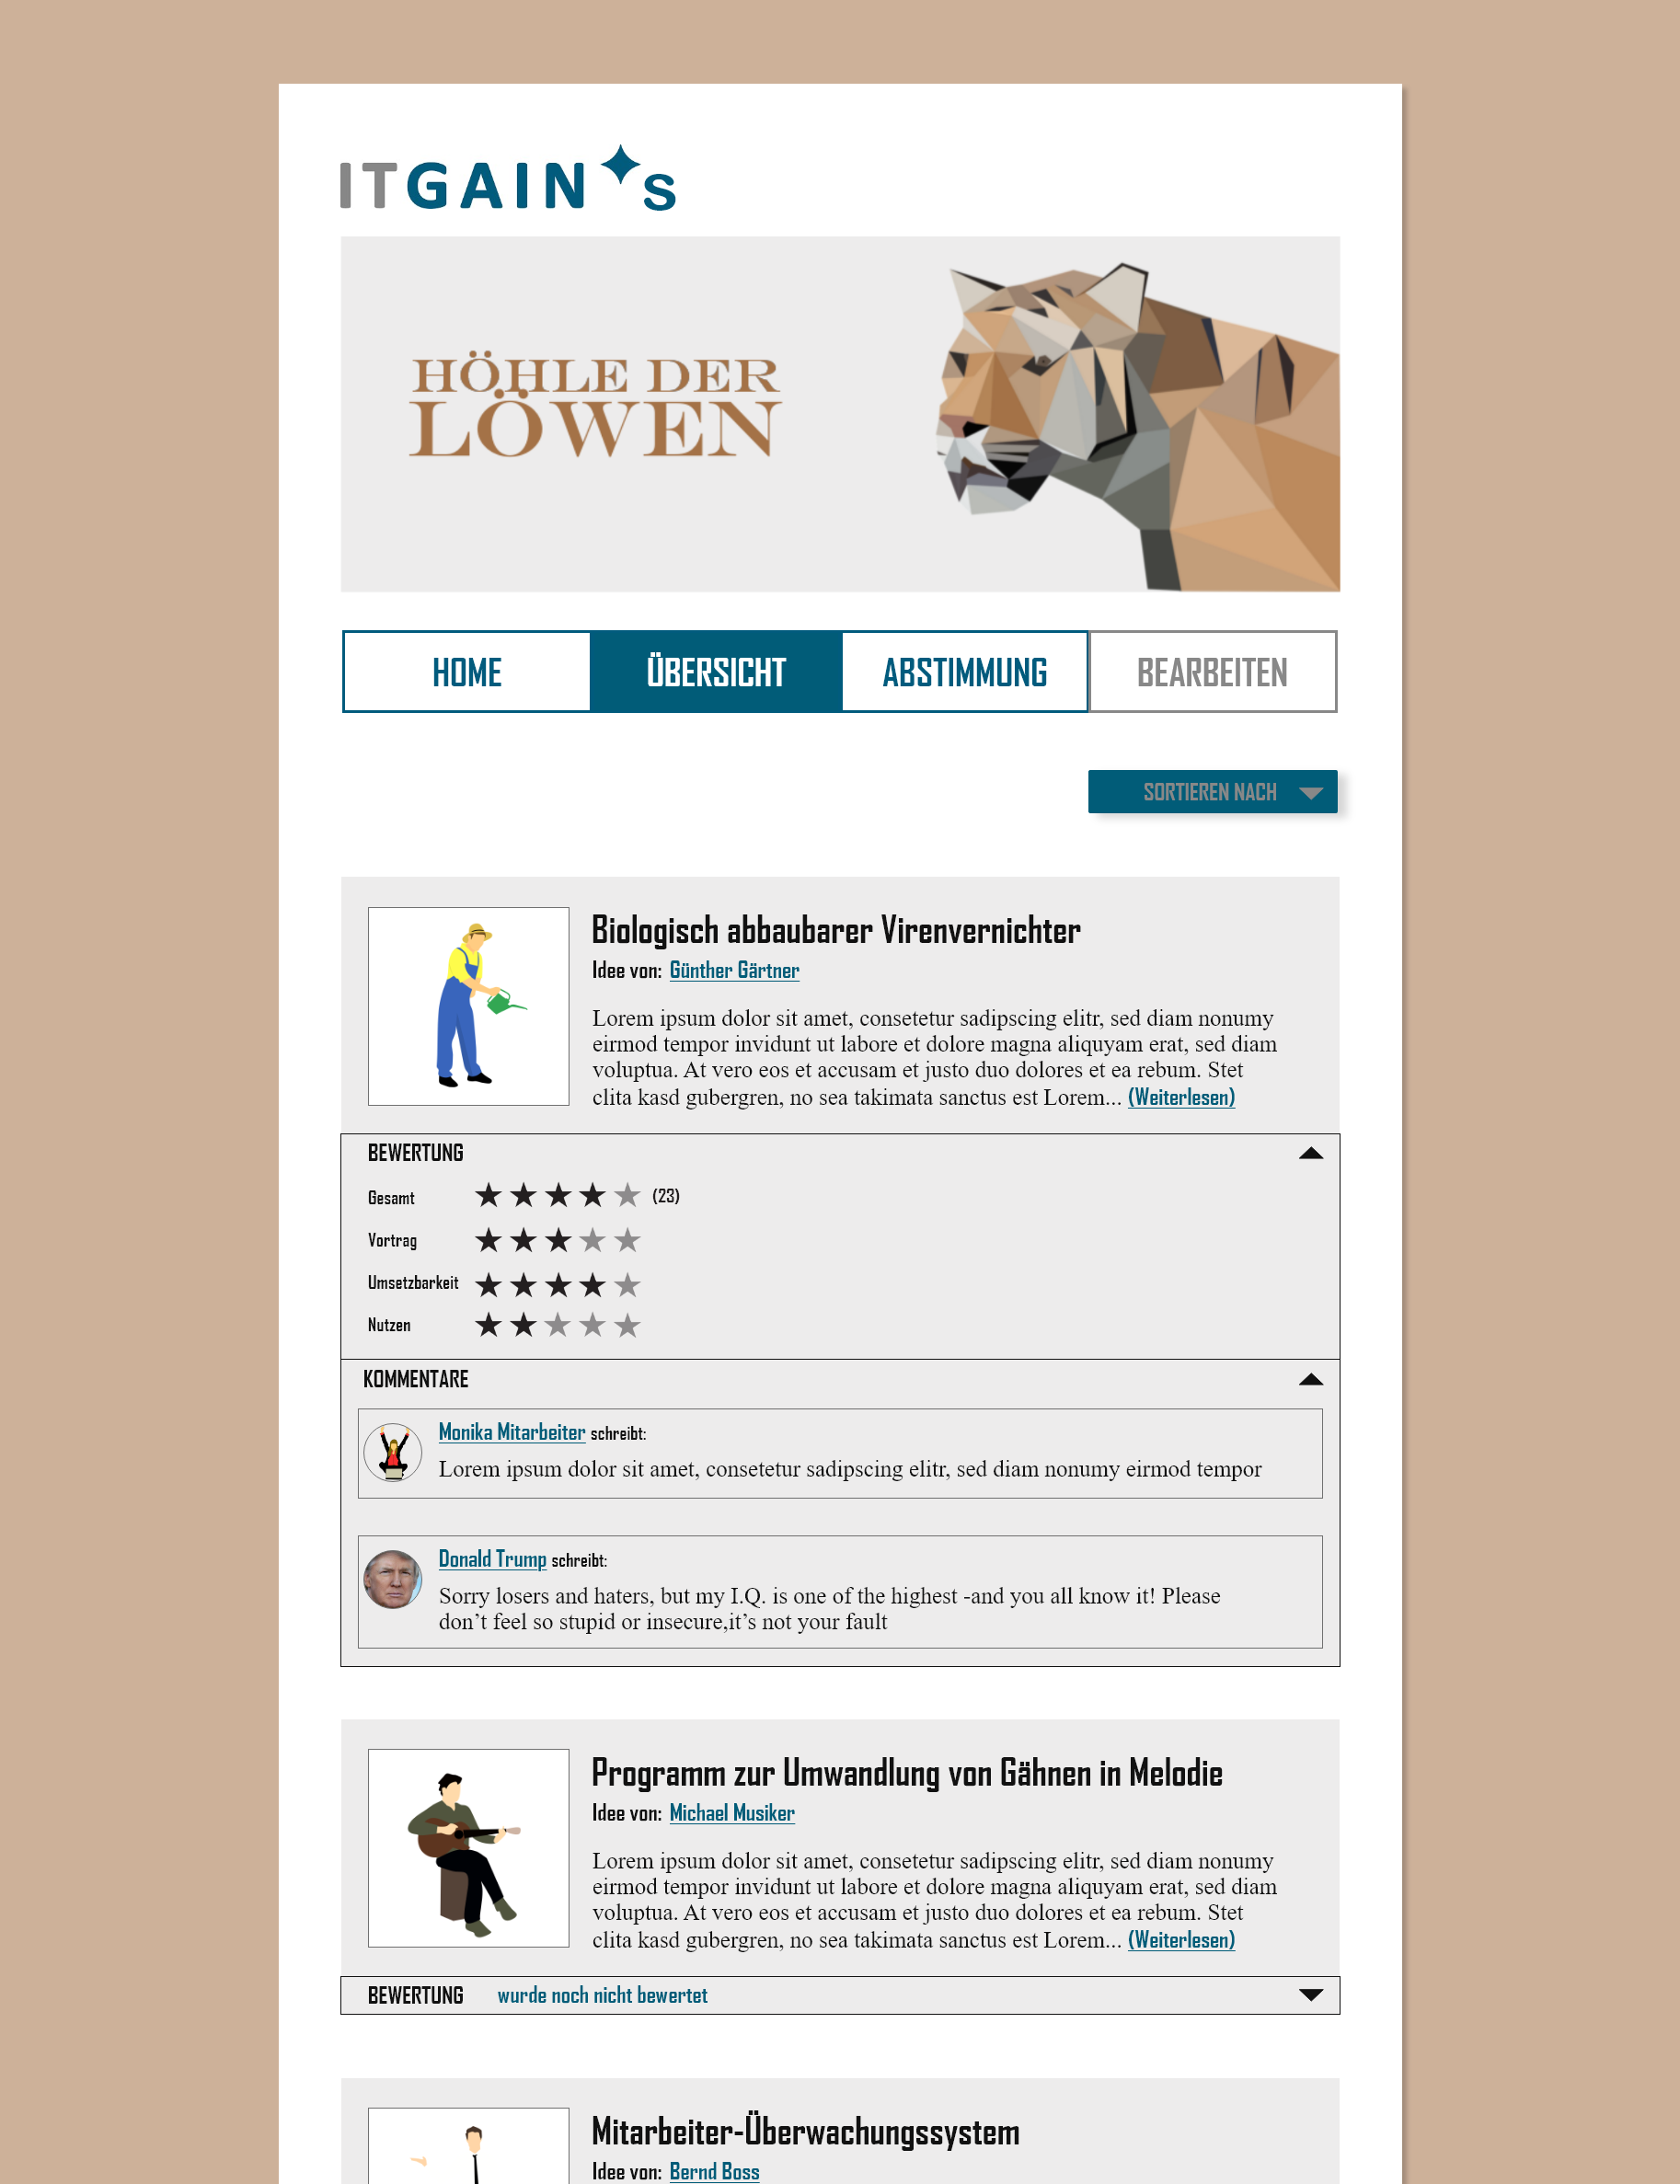 ITGAIN's
HÖHLE DER
LÖWEN
HOME
ÜBERSICHT
ABSTIMMUNG
BEARBEITEN
SORTIEREN NACH
Biologisch abbaubarer Virenvernichter
Idee von: Günther Gärtner
Lorem ipsum dolor sit amet, consetetur sadipscing elitr, sed diam nonumy
eirmod tempor invidunt ut labore et dolore magna aliquyam erat, sed diam
voluptua. At vero eos et accusam et justo duo dolores et ea rebum. Stet
clita kasd gubergren, no sea takimata sanctus est Lorem... (Weiterlesen)
BEWERTUNG
Gesamt ★★★★★ (23)
Vortrag ★★★★★
Umsetzbarkeit ★★★★★
Nutzen ★★★★★
KOMMENTARE
Monika Mitarbeiter schreibt:
Lorem ipsum dolor sit amet, consetetur sadipscing elitr, sed diam nonumy eirmod tempor
Donald Trump schreibt:
Sorry losers and haters, but my I.Q. is one of the highest -and you all know it! Please
don’t feel so stupid or insecure,it’s not your fault
Programm zur Umwandlung von Gähnen in Melodie
Idee von: Michael Musiker
Lorem ipsum dolor sit amet, consetetur sadipscing elitr, sed diam nonumy
eirmod tempor invidunt ut labore et dolore magna aliquyam erat, sed diam
voluptua. At vero eos et accusam et justo duo dolores et ea rebum. Stet
clita kasd gubergren, no sea takimata sanctus est Lorem... (Weiterlesen)
BEWERTUNG wurde noch nicht bewertet
Mitarbeiter-Überwachungssystem
Idee von: Bernd Boss